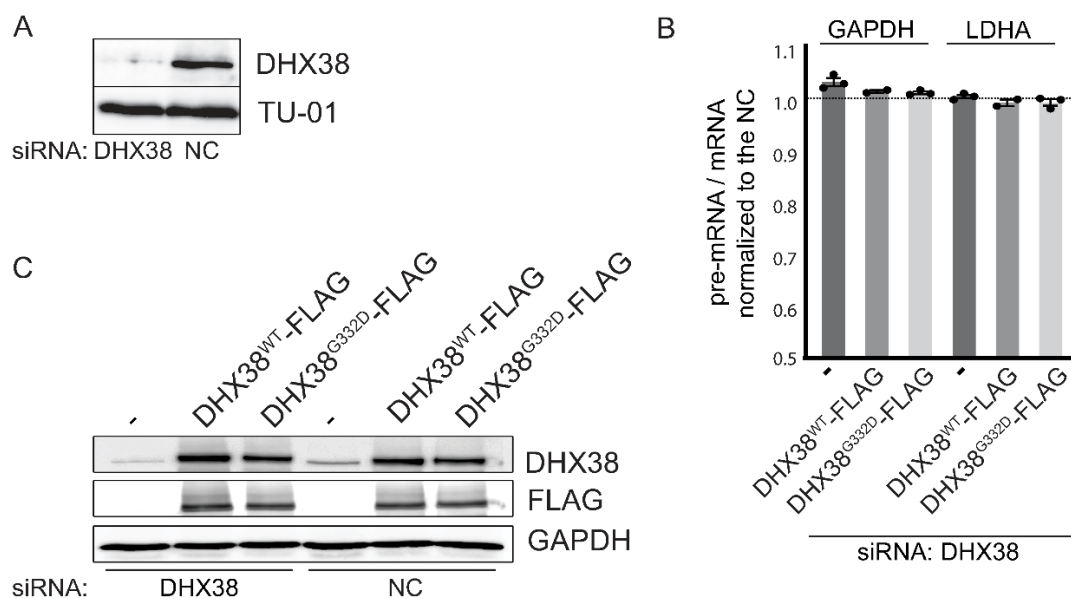 A
DHX38
TU-01
siRNA: DHX38 NC
B
GAPDH LDHA
pre-mRNA / mRNA
normalized to the NC
1.1
1.0
0.9
0.8
0.7
0.6
0.5
-
DHX38WT-FLAG
DHX38G332D-FLAG
-
DHX38WT-FLAG
DHX38G332D-FLAG
siRNA: DHX38
C
-
DHX38WT-FLAG
DHX38G332D-FLAG
-
DHX38WT-FLAG
DHX38G332D-FLAG
DHX38
FLAG
GAPDH
siRNA: DHX38 NC